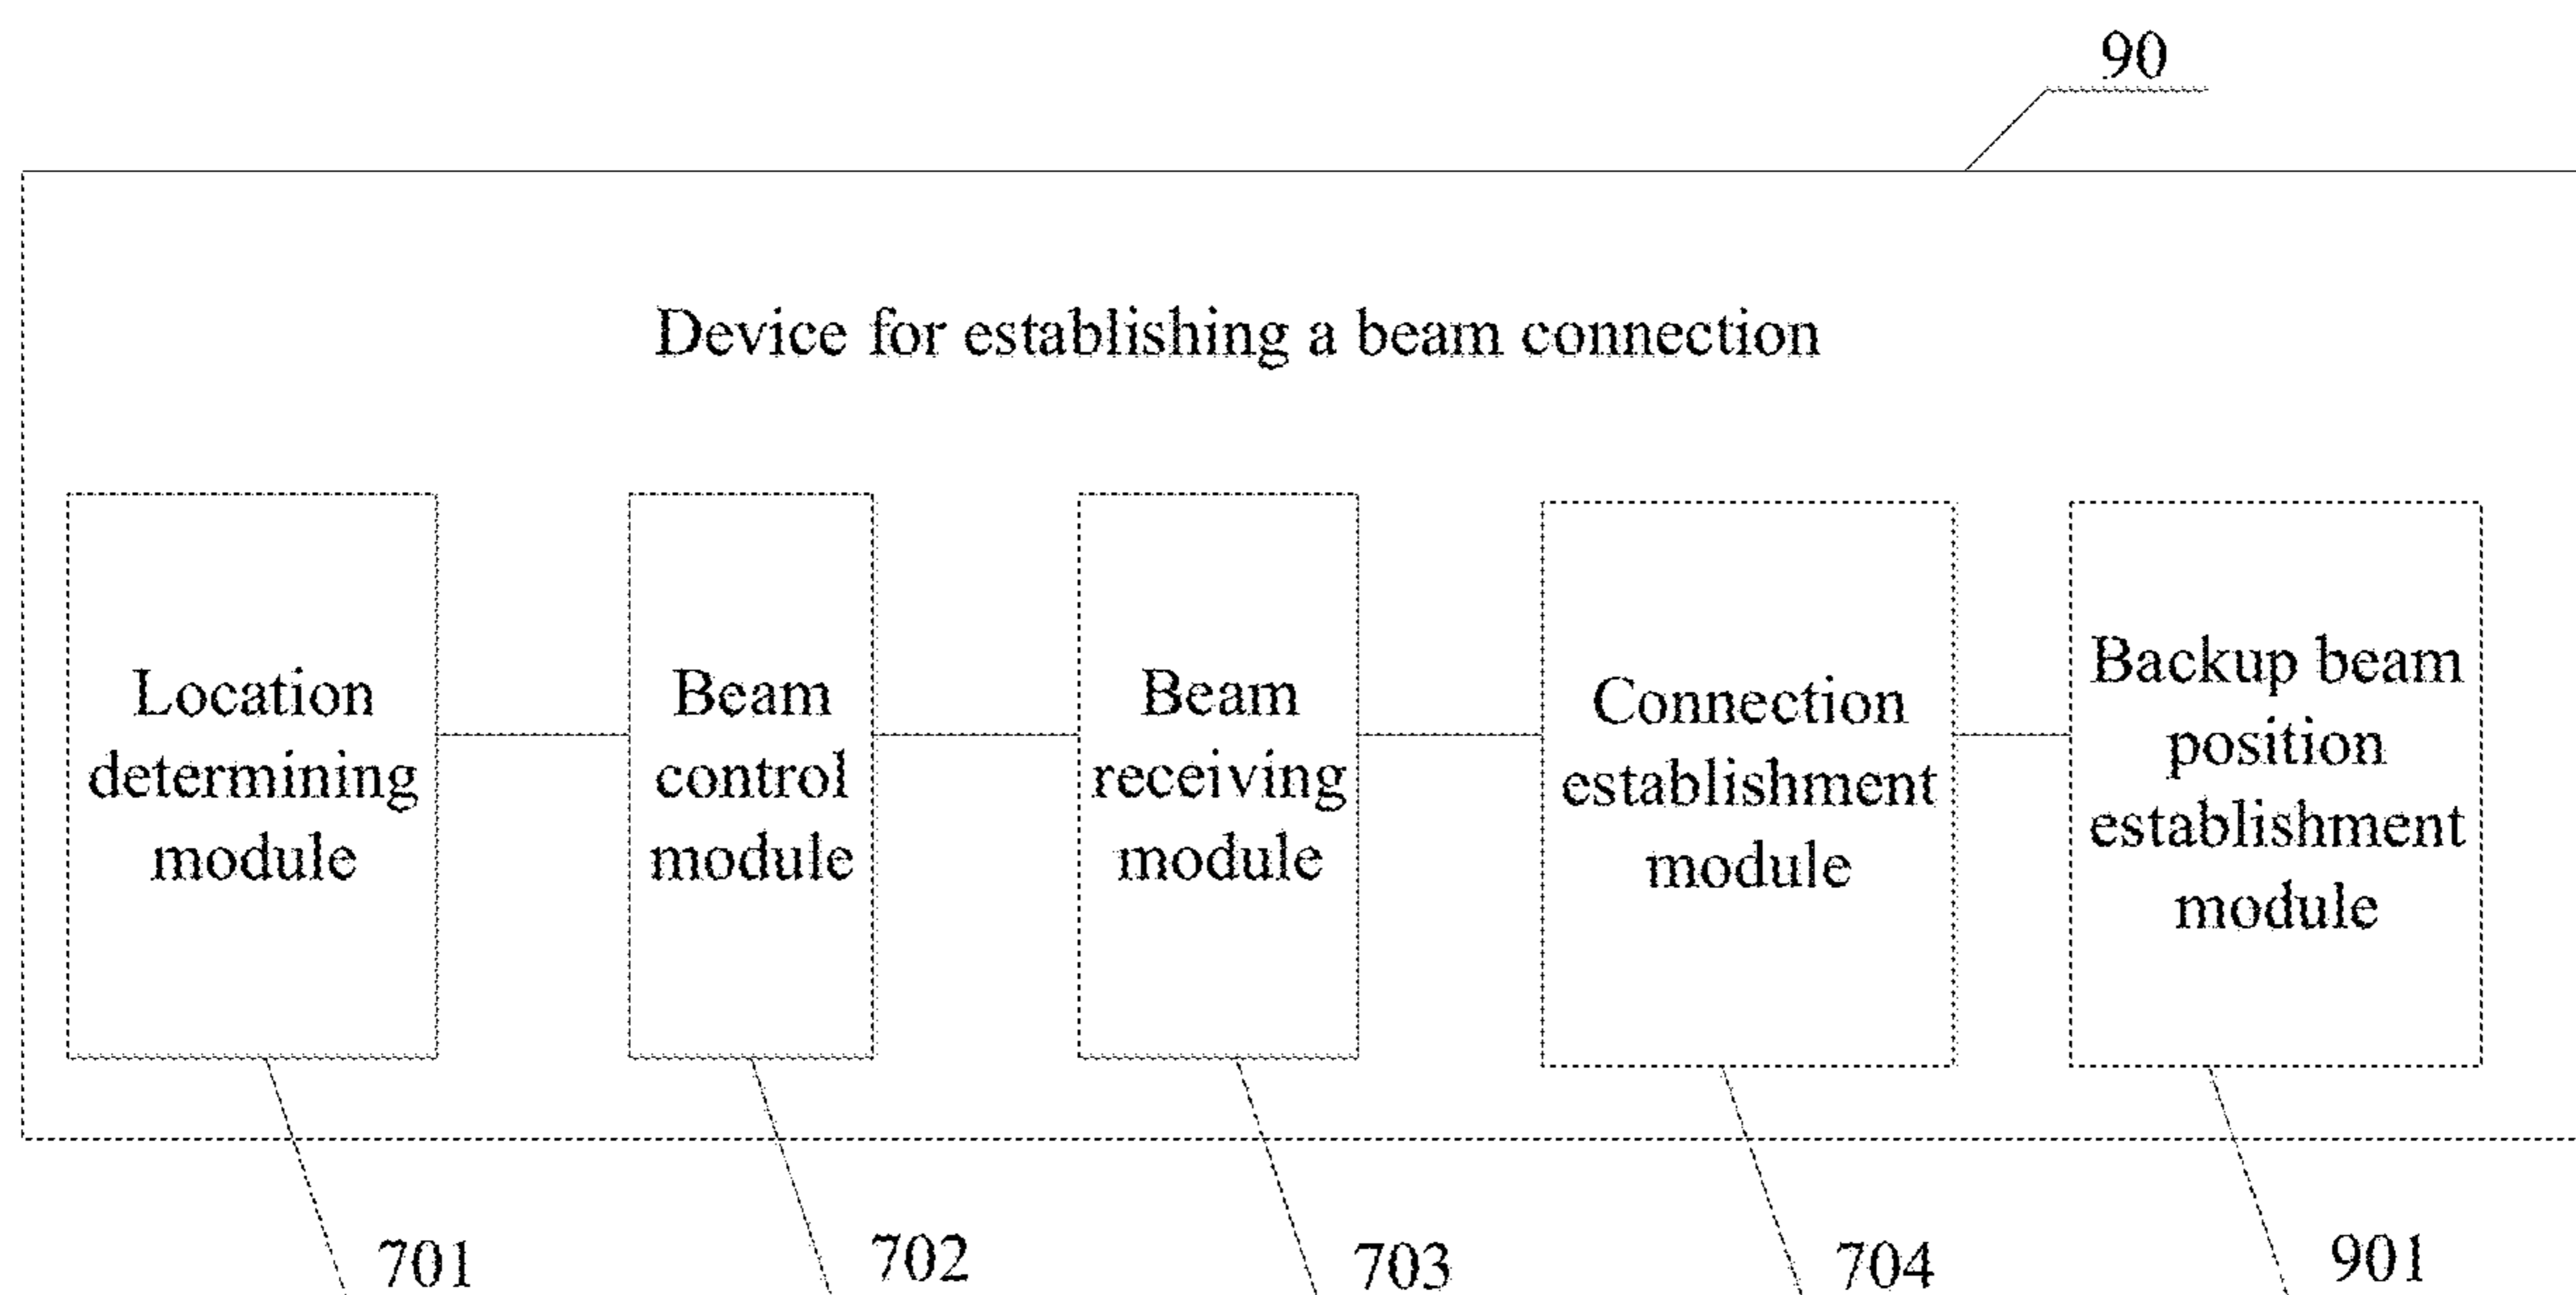 90
Device for establishing a beam connection
Location
determining
module
Beam
control
module
Beam
receiving
module
Connection
establishment
module
Backup beam
position
establishment
module
701
702
703
704
901